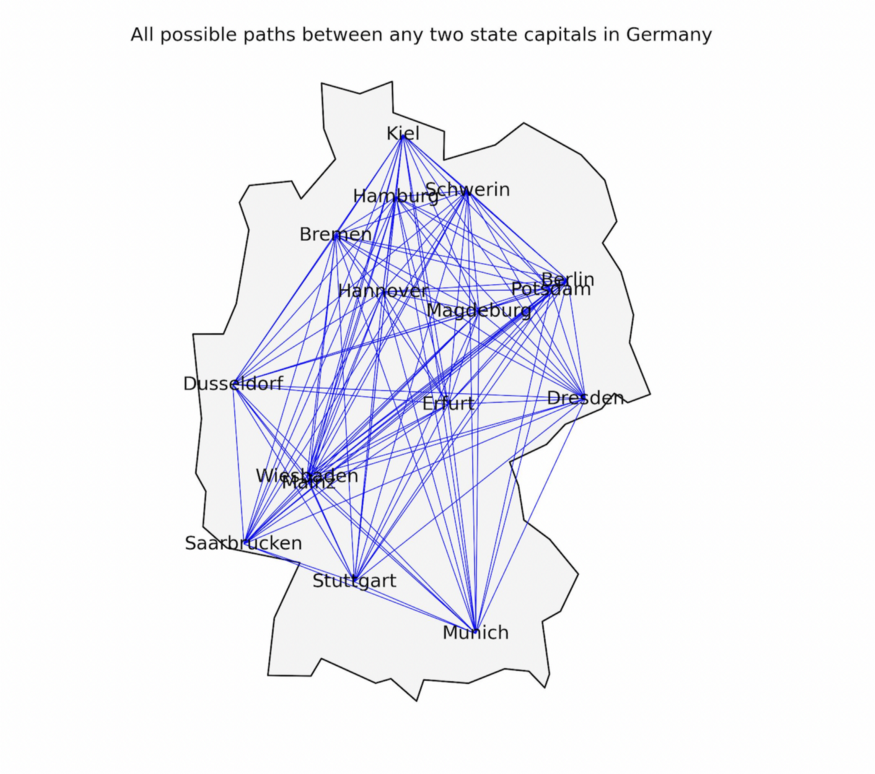 All possible paths between any two state capitals in Germany
Kiel
Schwerin
Hamburg
Bremen
Berlin
Potsdam
Hannover
Magdeburg
Dusseldorf
Dresden
Erfurt
Wiesbaden
Mainz
Saarbrucken
Stuttgart
Munich